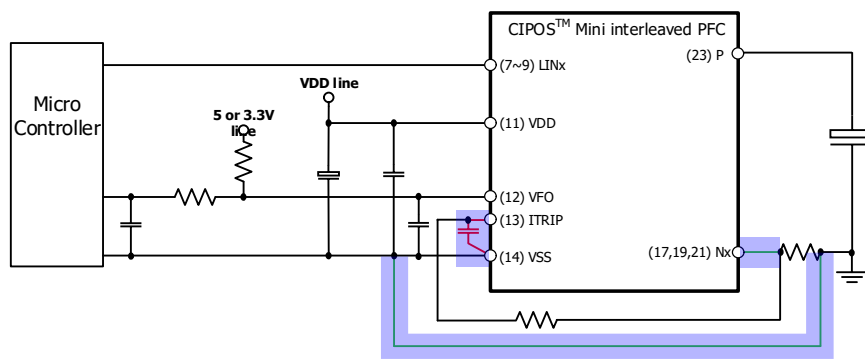 CIPOS™ Mini interleaved PFC
(23) P
(7~9) LINx
Micro
Controller
VDD line
5 or 3.3V
line
(11) VDD
(12) VFO
(13) ITRIP
(14) VSS
(17,19,21) Nx